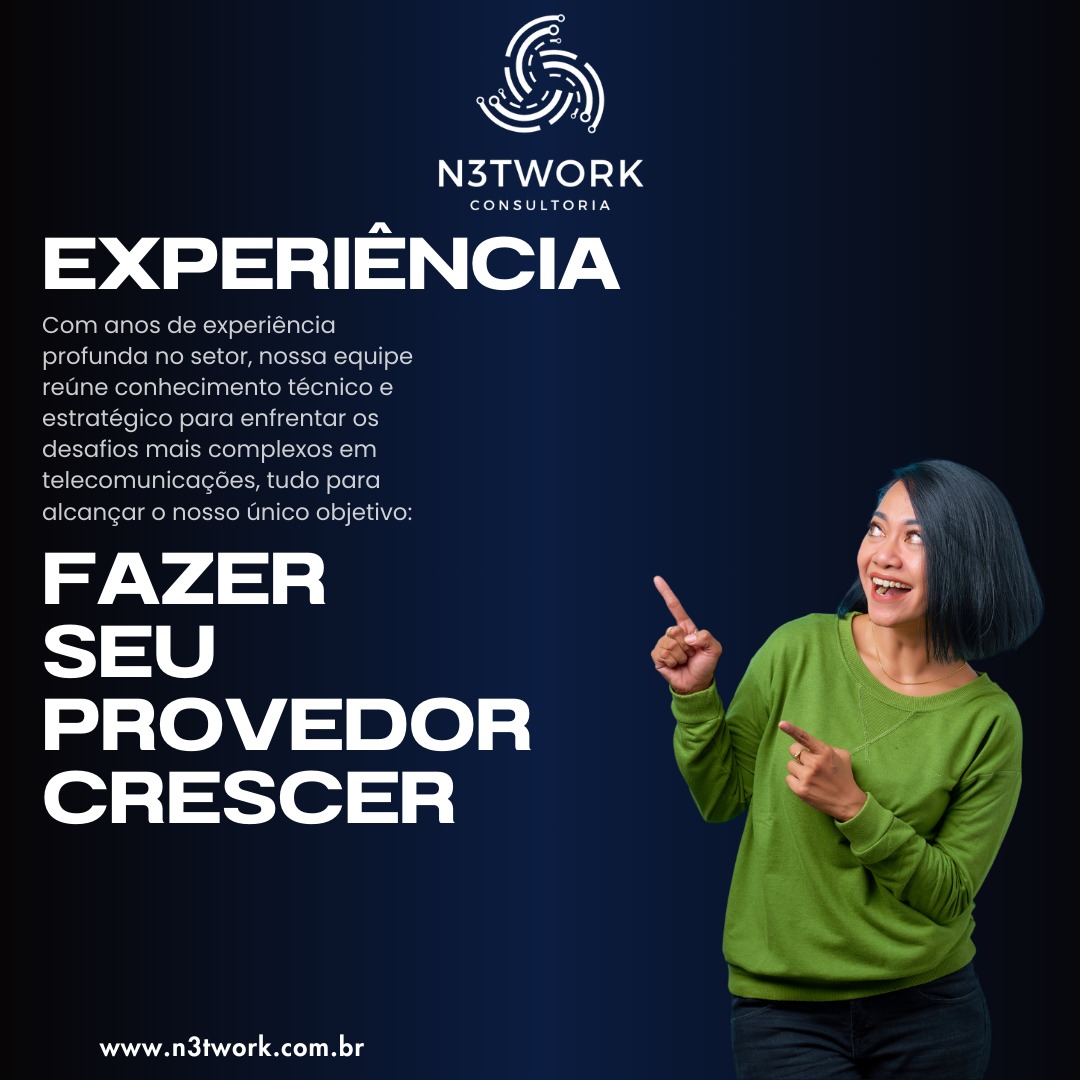 N3TWORK
CONSULTORIA
EXPERIÊNCIA
Com anos de experiência
profunda no setor, nossa equipe
reúne conhecimento técnico e
estratégico para enfrentar os
desafios mais complexos em
telecomunicações, tudo para
alcançar o nosso único objetivo:
FAZER
SEU
PROVEDOR
CRESCER
www.n3twork.com.br